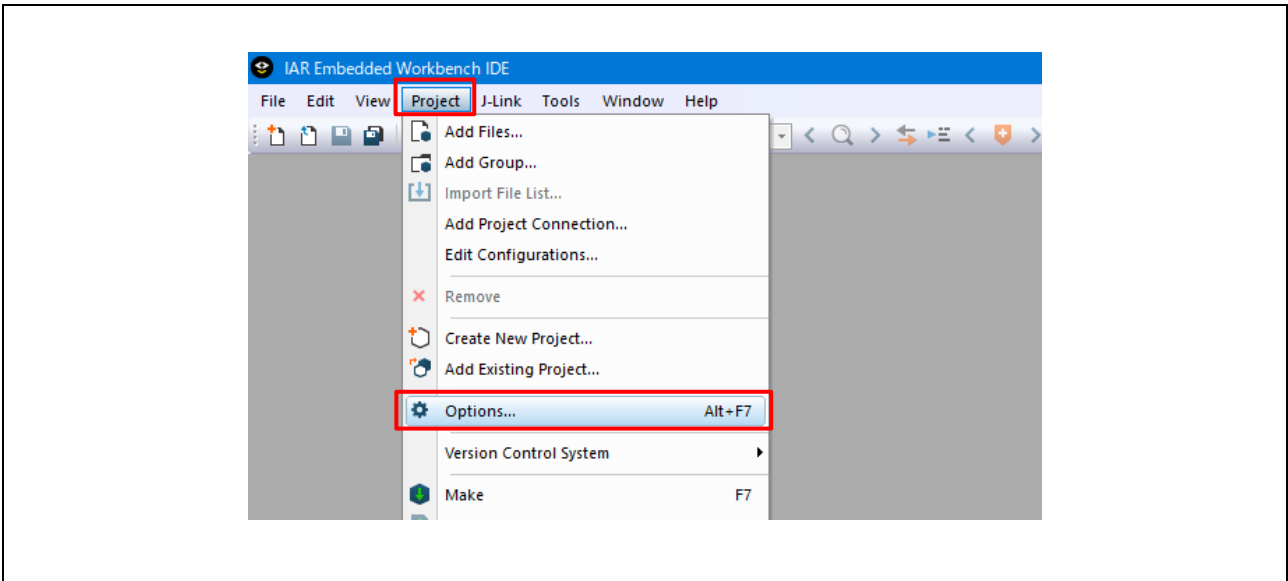 IAR Embedded Workbench IDE
File Edit View Project J-Link Tools Window Help
Add Files...
Add Group...
Import File List...
Add Project Connection...
Edit Configurations...
Remove
Create New Project...
Add Existing Project...
Options... Alt+F7
Version Control System
Make F7